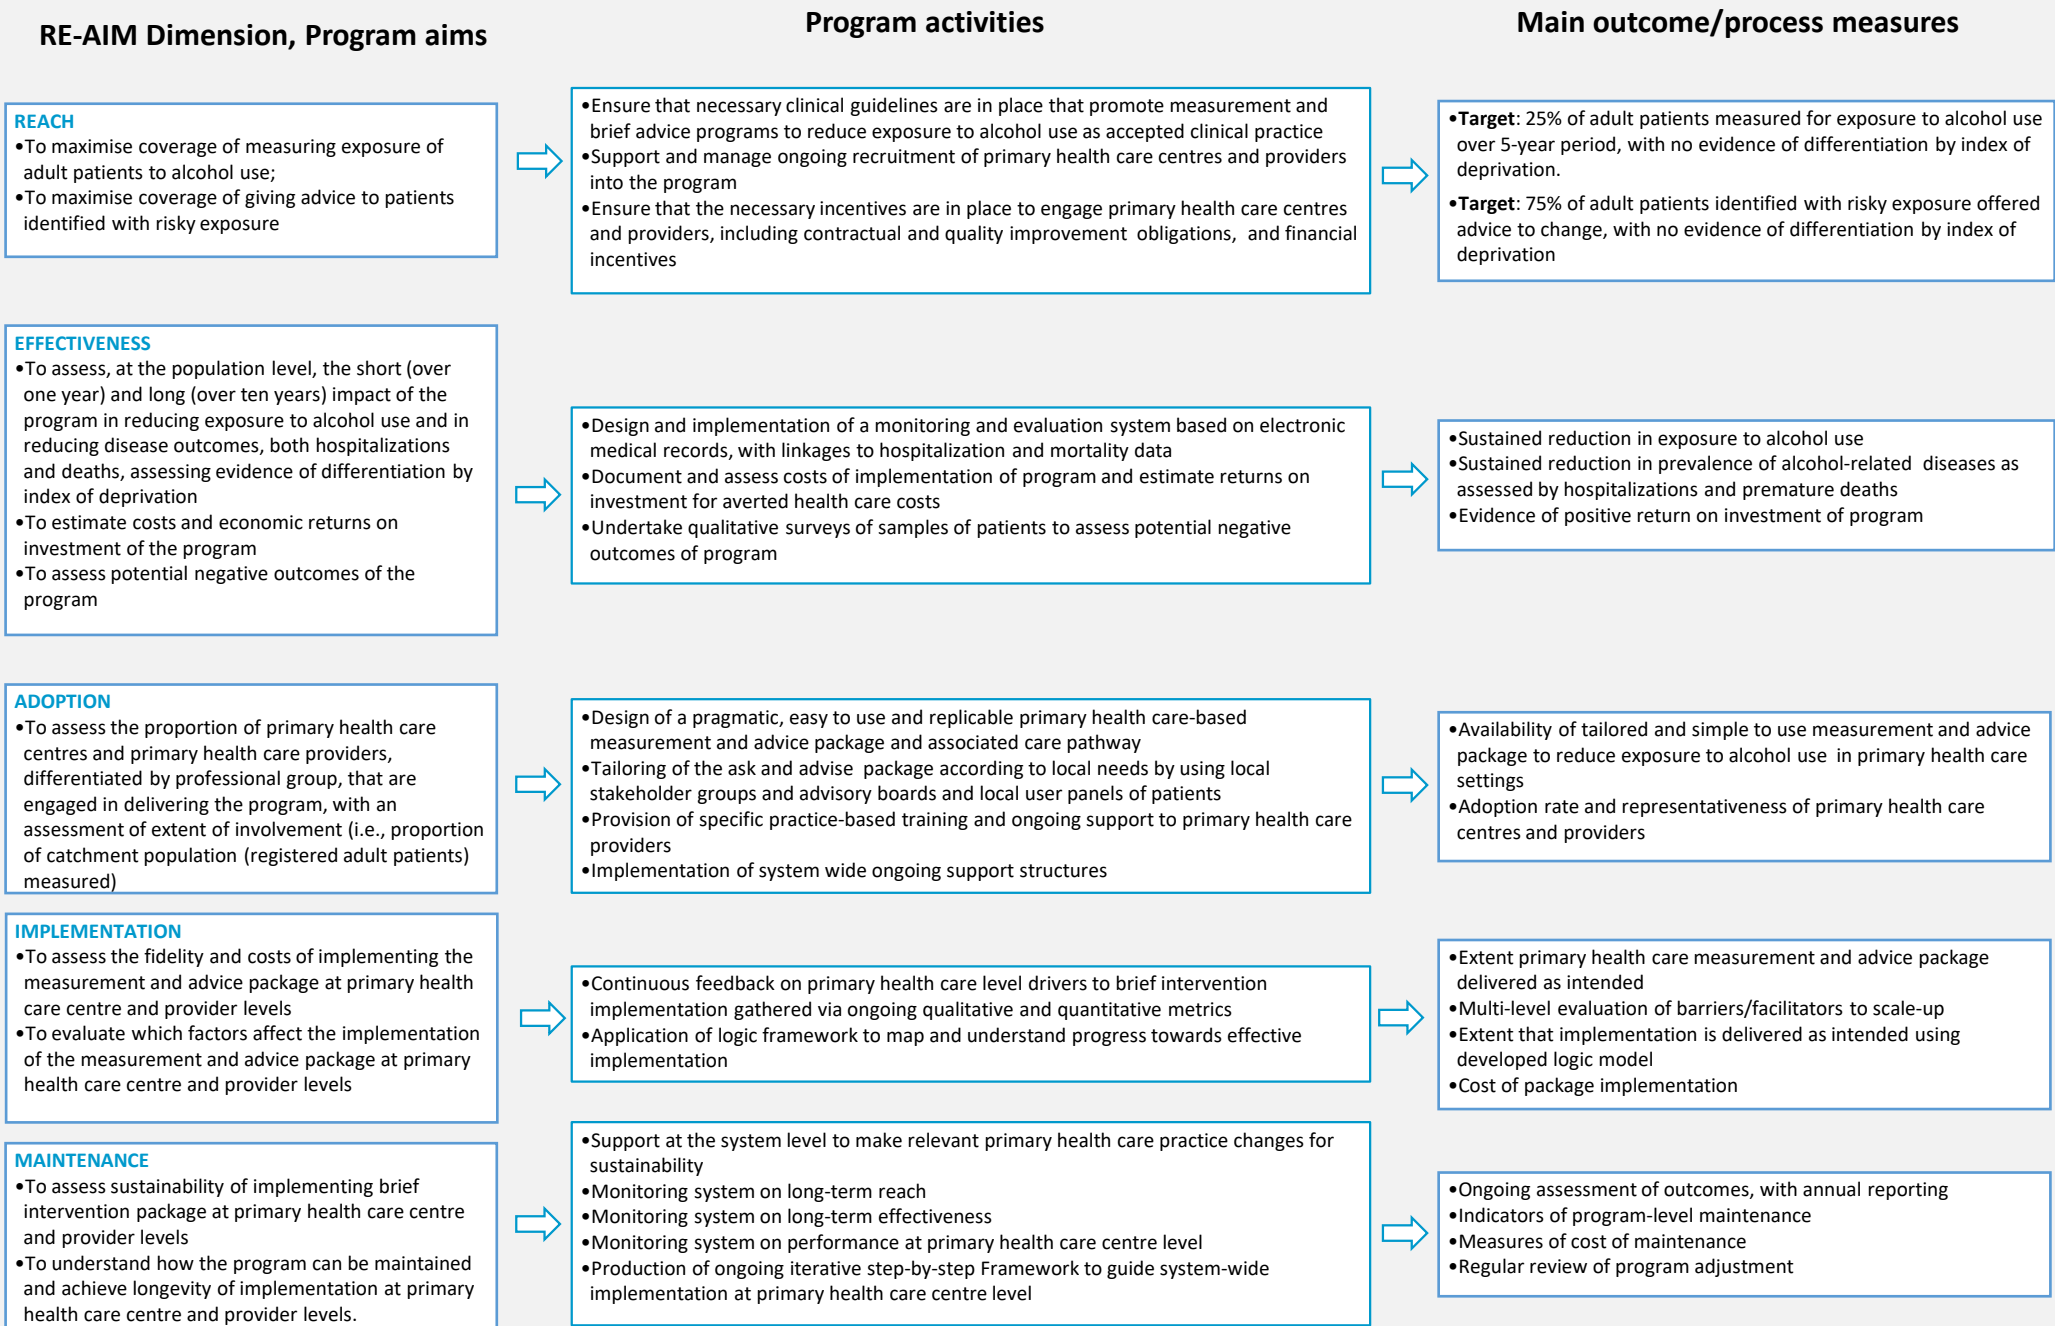 RE-AIM Dimension, Program aims
Program activities
Main outcome/process measures
REACH
•To maximise coverage of measuring exposure of
adult patients to alcohol use;
•To maximise coverage of giving advice to patients
identified with risky exposure
•Ensure that necessary clinical guidelines are in place that promote measurement and
brief advice programs to reduce exposure to alcohol use as accepted clinical practice
•Support and manage ongoing recruitment of primary health care centres and providers
into the program
•Ensure that the necessary incentives are in place to engage primary health care centres
and providers, including contractual and quality improvement obligations, and financial
incentives
•Target: 25% of adult patients measured for exposure to alcohol use
over 5-year period, with no evidence of differentiation by index of
deprivation.
•Target: 75% of adult patients identified with risky exposure offered
advice to change, with no evidence of differentiation by index of
deprivation
EFFECTIVENESS
•To assess, at the population level, the short (over
one year) and long (over ten years) impact of the
program in reducing exposure to alcohol use and in
reducing disease outcomes, both hospitalizations
and deaths, assessing evidence of differentiation by
index of deprivation
•To estimate costs and economic returns on
investment of the program
•To assess potential negative outcomes of the
program
•Design and implementation of a monitoring and evaluation system based on electronic
medical records, with linkages to hospitalization and mortality data
•Document and assess costs of implementation of program and estimate returns on
investment for averted health care costs
•Undertake qualitative surveys of samples of patients to assess potential negative
outcomes of program
•Sustained reduction in exposure to alcohol use
•Sustained reduction in prevalence of alcohol-related diseases as
assessed by hospitalizations and premature deaths
•Evidence of positive return on investment of program
ADOPTION
•To assess the proportion of primary health care
centres and primary health care providers,
differentiated by professional group, that are
engaged in delivering the program, with an
assessment of extent of involvement (i.e., proportion
of catchment population (registered adult patients)
measured)
•Design of a pragmatic, easy to use and replicable primary health care-based
measurement and advice package and associated care pathway
•Tailoring of the ask and advise package according to local needs by using local
stakeholder groups and advisory boards and local user panels of patients
•Provision of specific practice-based training and ongoing support to primary health care
providers
•Implementation of system wide ongoing support structures
•Availability of tailored and simple to use measurement and advice
package to reduce exposure to alcohol use in primary health care
settings
•Adoption rate and representativeness of primary health care
centres and providers
IMPLEMENTATION
•To assess the fidelity and costs of implementing the
measurement and advice package at primary health
care centre and provider levels
•To evaluate which factors affect the implementation
of the measurement and advice package at primary
health care centre and provider levels
•Continuous feedback on primary health care level drivers to brief intervention
implementation gathered via ongoing qualitative and quantitative metrics
•Application of logic framework to map and understand progress towards effective
implementation
•Extent primary health care measurement and advice package
delivered as intended
•Multi-level evaluation of barriers/facilitators to scale-up
•Extent that implementation is delivered as intended using
developed logic model
•Cost of package implementation
MAINTENANCE
•To assess sustainability of implementing brief
intervention package at primary health care centre
and provider levels
•To understand how the program can be maintained
and achieve longevity of implementation at primary
health care centre and provider levels.
•Support at the system level to make relevant primary health care practice changes for
sustainability
•Monitoring system on long-term reach
•Monitoring system on long-term effectiveness
•Monitoring system on performance at primary health care centre level
•Production of ongoing iterative step-by-step Framework to guide system-wide
implementation at primary health care centre level
•Ongoing assessment of outcomes, with annual reporting
•Indicators of program-level maintenance
•Measures of cost of maintenance
•Regular review of program adjustment